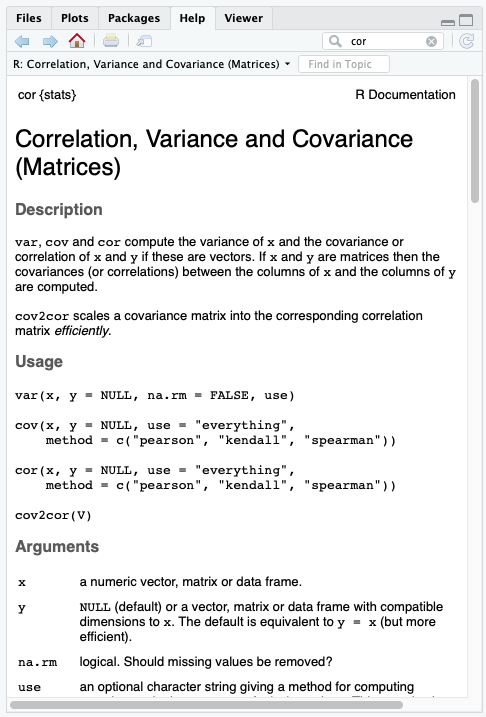 Files Plots Packages Help Viewer
cor
R: Correlation, Variance and Covariance (Matrices) Find in Topic
cor {stats} R Documentation
Correlation, Variance and Covariance
(Matrices)
Description
var, cov and cor compute the variance of x and the covariance or
correlation of x and y if these are vectors. If x and y are matrices then the
covariances (or correlations) between the columns of x and the columns of y
are computed.
cov2cor scales a covariance matrix into the corresponding correlation
matrix efficiently.
Usage
var(x, y = NULL, na.rm = FALSE, use)
cov(x, y = NULL, use = "everything",
    method = c("pearson", "kendall", "spearman"))
cor(x, y = NULL, use = "everything",
    method = c("pearson", "kendall", "spearman"))
cov2cor(V)
Arguments
x a numeric vector, matrix or data frame.
y NULL (default) or a vector, matrix or data frame with compatible
dimensions to x. The default is equivalent to y = x (but more
efficient).
na.rm logical. Should missing values be removed?
use an optional character string giving a method for computing